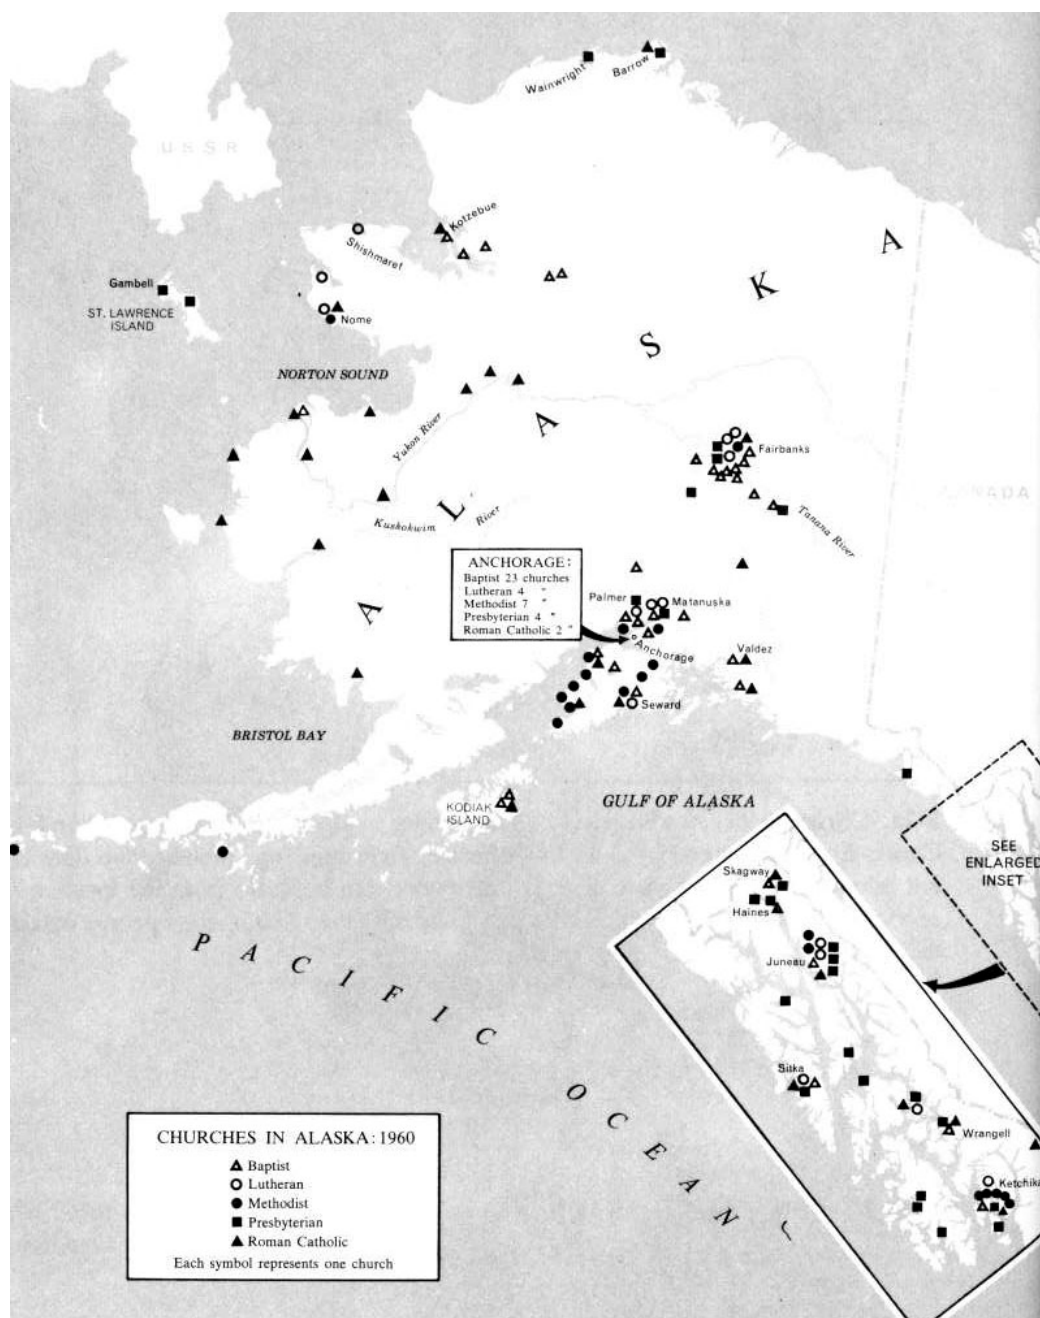 Wainwright
Barrow
USSR
Kotzebue
Shishmaref
Gambell
ST. LAWRENCE
ISLAND
Nome
NORTON SOUND
A L A S K A
Yukon River
Fairbanks
CANADA
Kuskokwim River
Tanana River
ANCHORAGE:
Baptist 23 churches
Lutheran 4 "
Methodist 7 "
Presbyterian 4 "
Roman Catholic 2 "
Palmer
Matanuska
Anchorage
Valdez
Seward
BRISTOL BAY
KODIAK
ISLAND
GULF OF ALASKA
SEE
ENLARGED
INSET
Skagway
Haines
Juneau
PACIFIC OCEAN
Sitka
Wrangell
Ketchika
CHURCHES IN ALASKA: 1960
Baptist
Lutheran
Methodist
Presbyterian
Roman Catholic
Each symbol represents one church